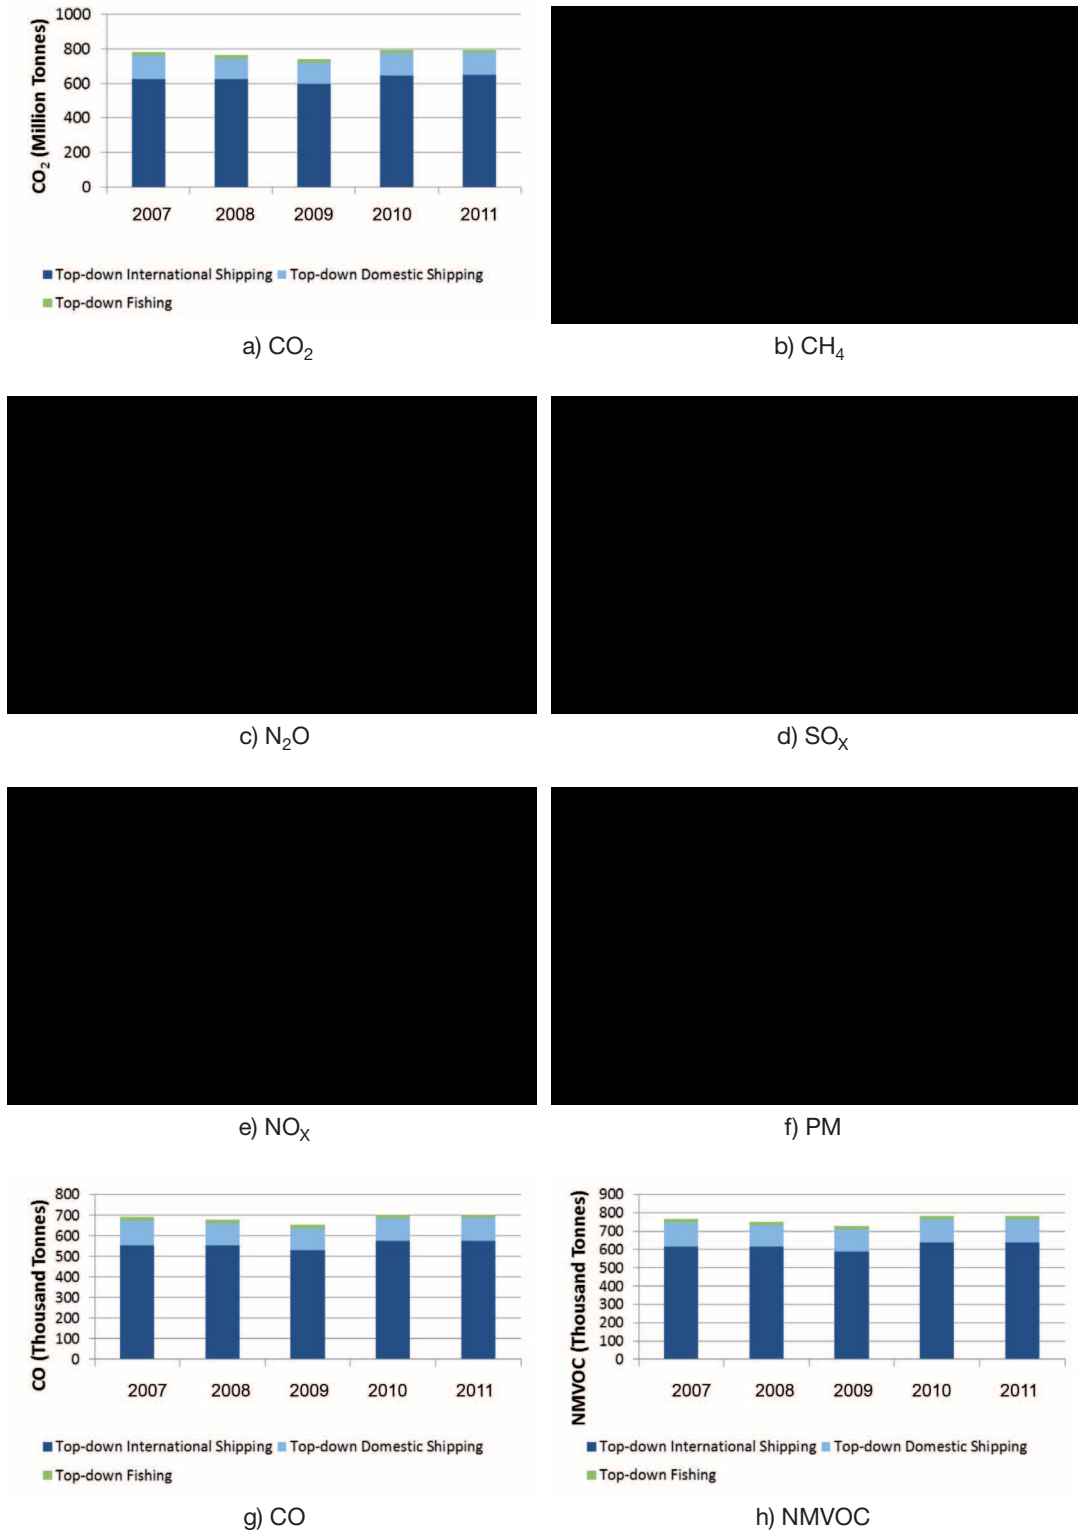 CO2 (Million Tonnes)
1000
800
600
400
200
0
2007 2008 2009 2010 2011
Top-down International Shipping Top-down Domestic Shipping
Top-down Fishing
a) CO2
b) CH4
c) N2O
d) SOX
e) NOX
f) PM
CO (Thousand Tonnes)
800
700
600
500
400
300
200
100
0
2007 2008 2009 2010 2011
Top-down International Shipping Top-down Domestic Shipping
Top-down Fishing
g) CO
NMVOC (Thousand Tonnes)
900
800
700
600
500
400
300
200
100
0
2007 2008 2009 2010 2011
Top-down International Shipping Top-down Domestic Shipping
Top-down Fishing
h) NMVOC